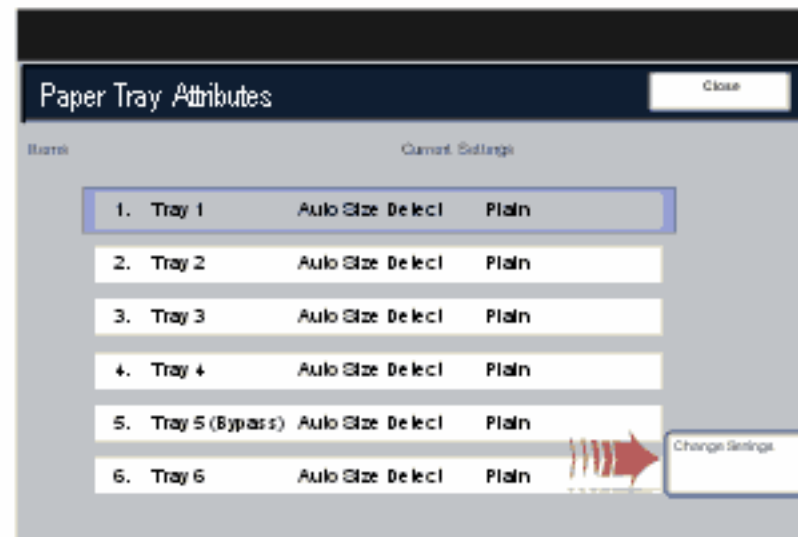 Paper Tray Attributes Close
Items Current Settings
1. Tray 1 Auto Size Detect Plain
2. Tray 2 Auto Size Detect Plain
3. Tray 3 Auto Size Detect Plain
4. Tray 4 Auto Size Detect Plain
5. Tray 5 (Bypass) Auto Size Detect Plain
6. Tray 6 Auto Size Detect Plain
Change Settings